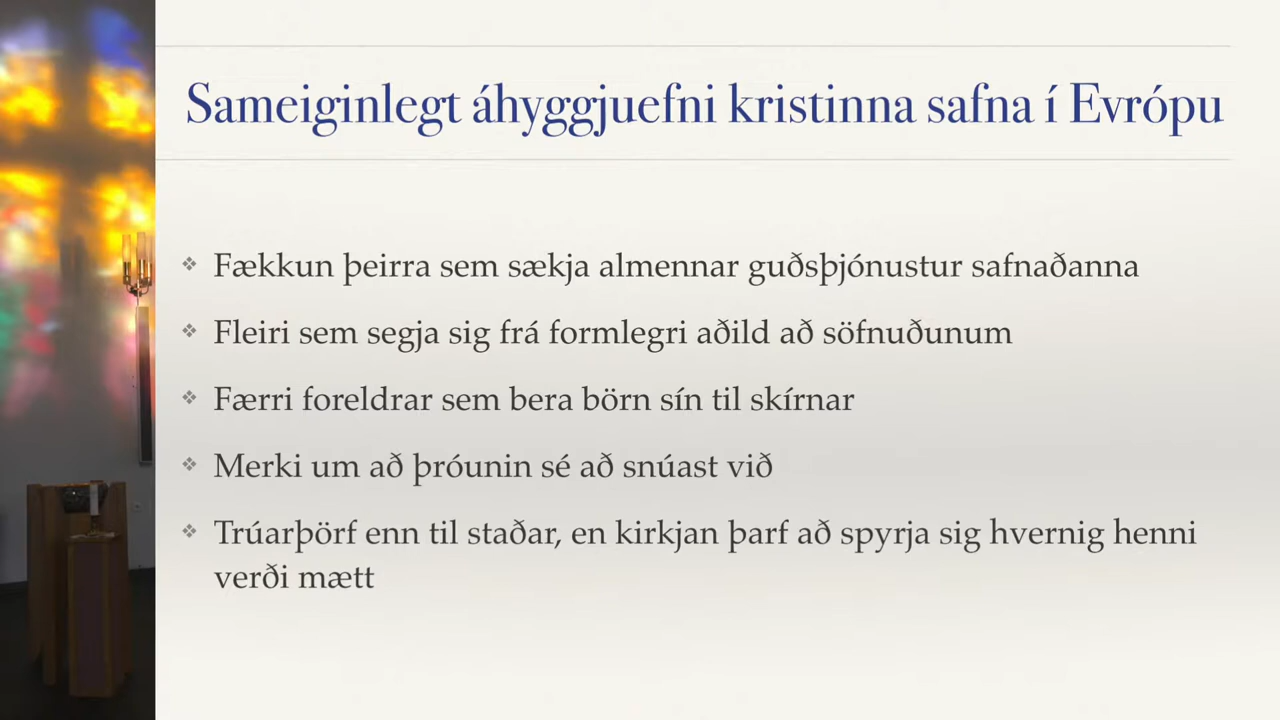 Sameiginlegt áhyggjuefni kristinna safna í Evrópu
Fækkun þeirra sem sækja almennar guðsþjónustur safnaðanna
Fleiri sem segja sig frá formlegri aðild að söfnuðunum
Færri foreldrar sem bera börn sín til skírnar
Merki um að þróunin sé að snúast við
Trúarþörf enn til staðar, en kirkjan þarf að spyrja sig hvernig henni
verði mætt